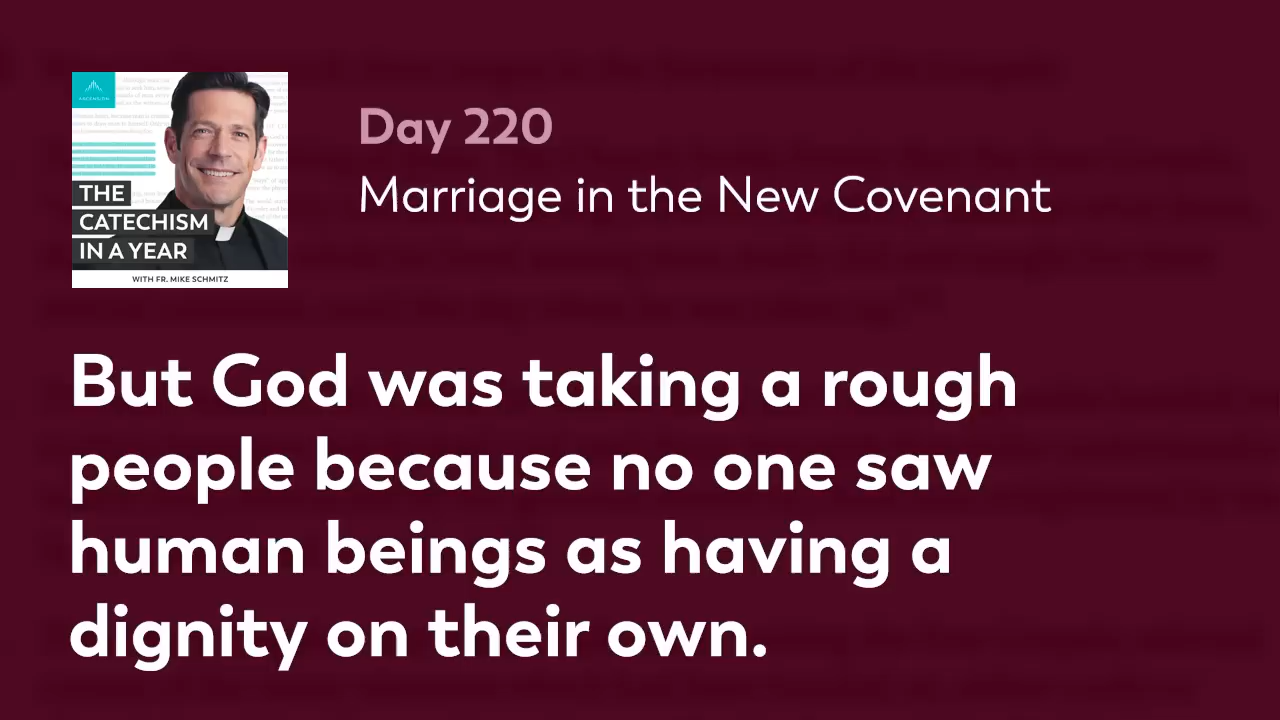 ASCENSION
THE
CATECHISM
IN A YEAR
WITH FR. MIKE SCHMITZ
Day 220
Marriage in the New Covenant
But God was taking a rough
people because no one saw
human beings as having a
dignity on their own.